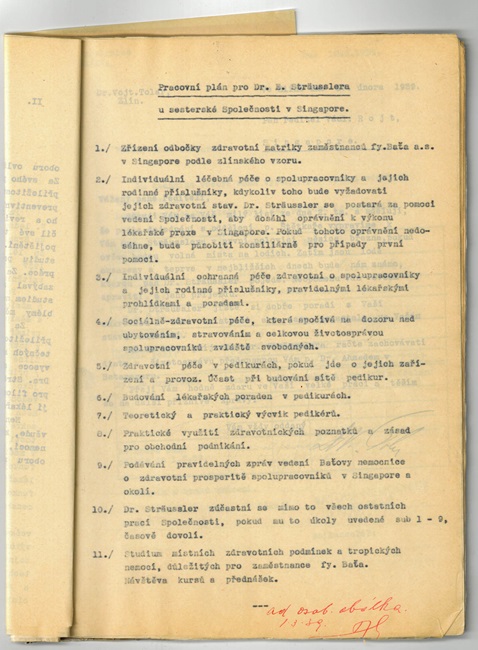 Pracovní plán pro Dr. E. Sträusslera
u sesterské Společnosti v Singapore.
1./ Zřízení odbočky zdravotní matriky zaměstnanců fy.Baťa a.s.
v Singapore podle zlínského vzoru.
2./ Individuální léčebná péče o spolupracovníky a jejich
rodinné příslušníky, kdykoliv toho bude vyžadovati
jejich zdravotní stav. Dr. Sträussler se postará za pomoci
vedení Společnosti, aby dosáhl oprávnění k výkonu
lékařské praxe v Singapore. Pokud tohoto oprávnění nedo-
sáhne, bude působiti konsiliárně pro případy první
pomoci.
3./ Individuální ochranná péče zdravotní o spolupracovníky
a jejich rodinné příslušníky, pravidelnými lékařskými
prohlídkami a poradami.
4./ Sociálně-zdravotní péče, která spočívá na dozoru nad
ubytováním, stravováním a celkovou životosprávou
spolupracovníků zvláště svobodných.
5./ Zdravotní péče v pedikurách, pokud jde o jejich zaří-
zení a provoz. Účast při budování sítě pedikur.
6./ Budování lékařských poraden v pedikurách.
7./ Teoretický a praktický výcvik pedikérů.
8./ Praktické využití zdravotnických poznatků a zásad
pro obchodní podnikání.
9./ Podávání pravidelných zpráv vedení Baťovy nemocnice
o zdravotní prosperitě spolupracovníků v Singapore a
okolí.
10./ Dr. Sträussler zúčastní se mimo to všech ostatních
prací Společnosti, pokud mu to úkoly uvedené sub 1 - 9,
časově dovolí.
11./ Studium místních zdravotních podmínek a tropických
nemocí, důležitých pro zaměstnance fy. Baťa.
Návštěva kursů a přednášek.
---
ad osob. obálka.